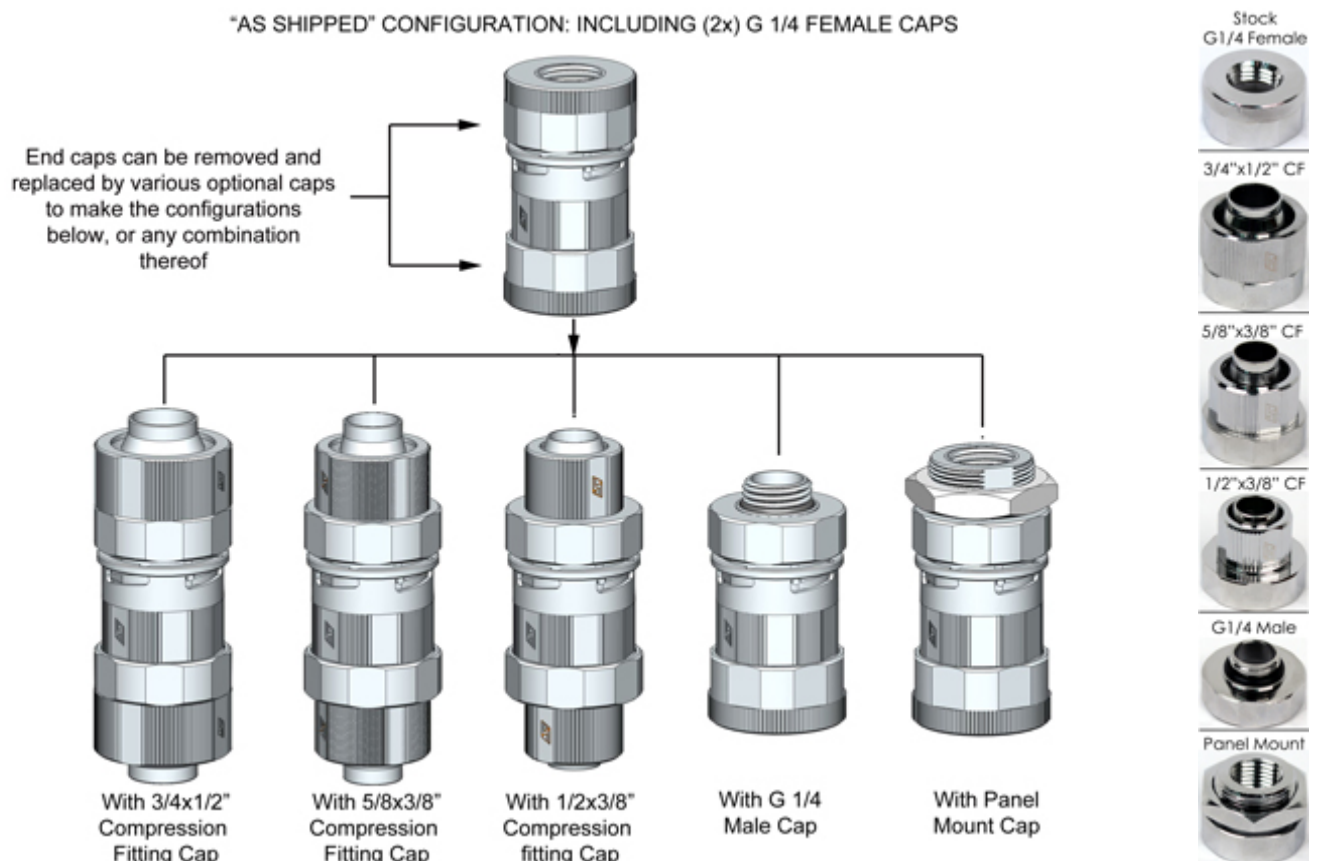 "AS SHIPPED" CONFIGURATION: INCLUDING (2x) G 1/4 FEMALE CAPS
End caps can be removed and
replaced by various optional caps
to make the configurations
below, or any combination
thereof
With 3/4x1/2"
Compression
Fitting Cap
With 5/8x3/8"
Compression
Fitting Cap
With 1/2x3/8"
Compression
fitting Cap
With G 1/4
Male Cap
With Panel
Mount Cap
Stock
G1/4 Female
3/4"x1/2" CF
5/8"x3/8" CF
1/2"x3/8" CF
G1/4 Male
Panel Mount